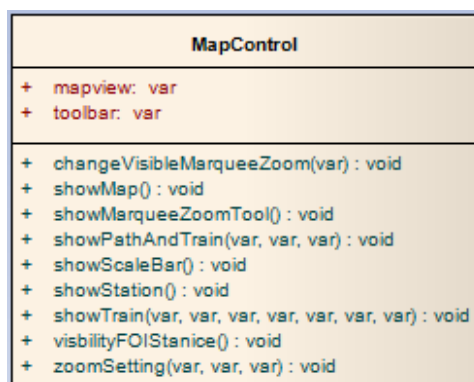 MapControl
+ mapview: var
+ toolbar: var
+ changeVisibleMarqueeZoom(var) : void
+ showMap() : void
+ showMarqueeZoomTool() : void
+ showPathAndTrain(var, var, var) : void
+ showScaleBar() : void
+ showStation() : void
+ showTrain(var, var, var, var, var, var, var) : void
+ visbilityFOIStanice() : void
+ zoomSetting(var, var, var) : void